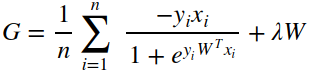 G = \frac{1}{n} \sum_{i=1}^{n} \frac{-y_i x_i}{1 + e^{y_i W^T x_i}} + \lambda W